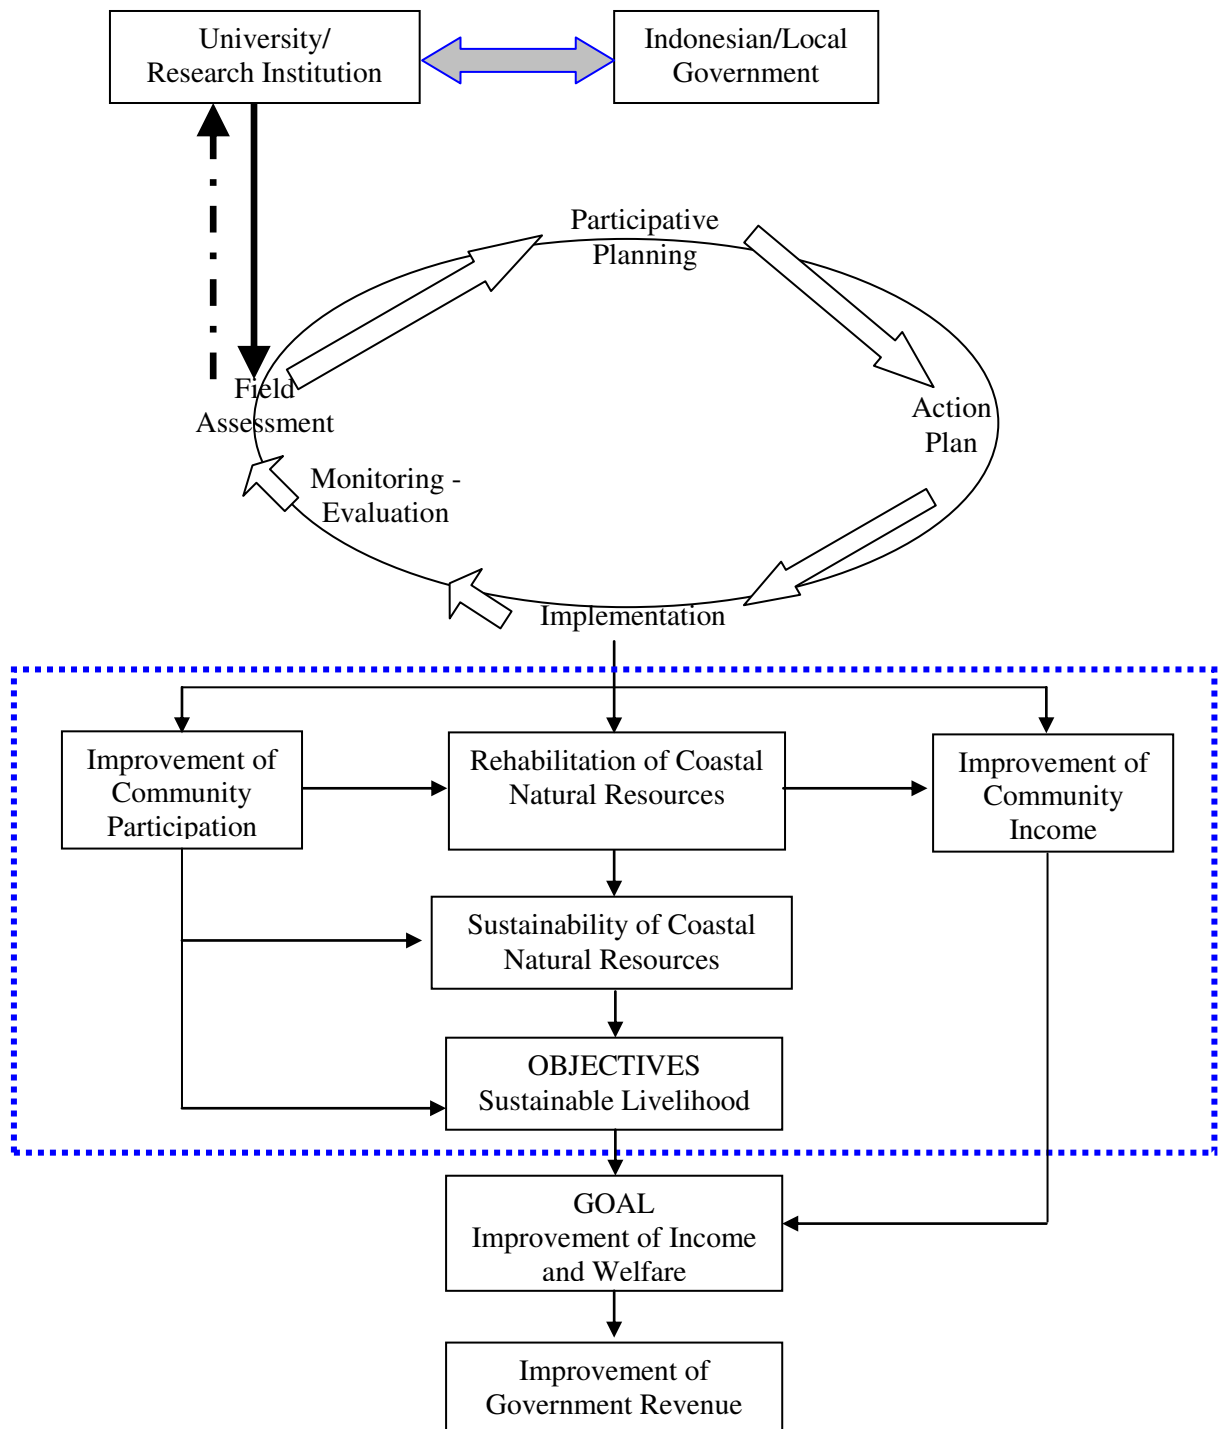 University/
Research Institution
Indonesian/Local
Government
Participative
Planning
Field
Assessment
Action
Plan
Monitoring -
Evaluation
Implementation
Improvement of
Community
Participation
Rehabilitation of Coastal
Natural Resources
Improvement of
Community
Income
Sustainability of Coastal
Natural Resources
OBJECTIVES
Sustainable Livelihood
GOAL
Improvement of Income
and Welfare
Improvement of
Government Revenue